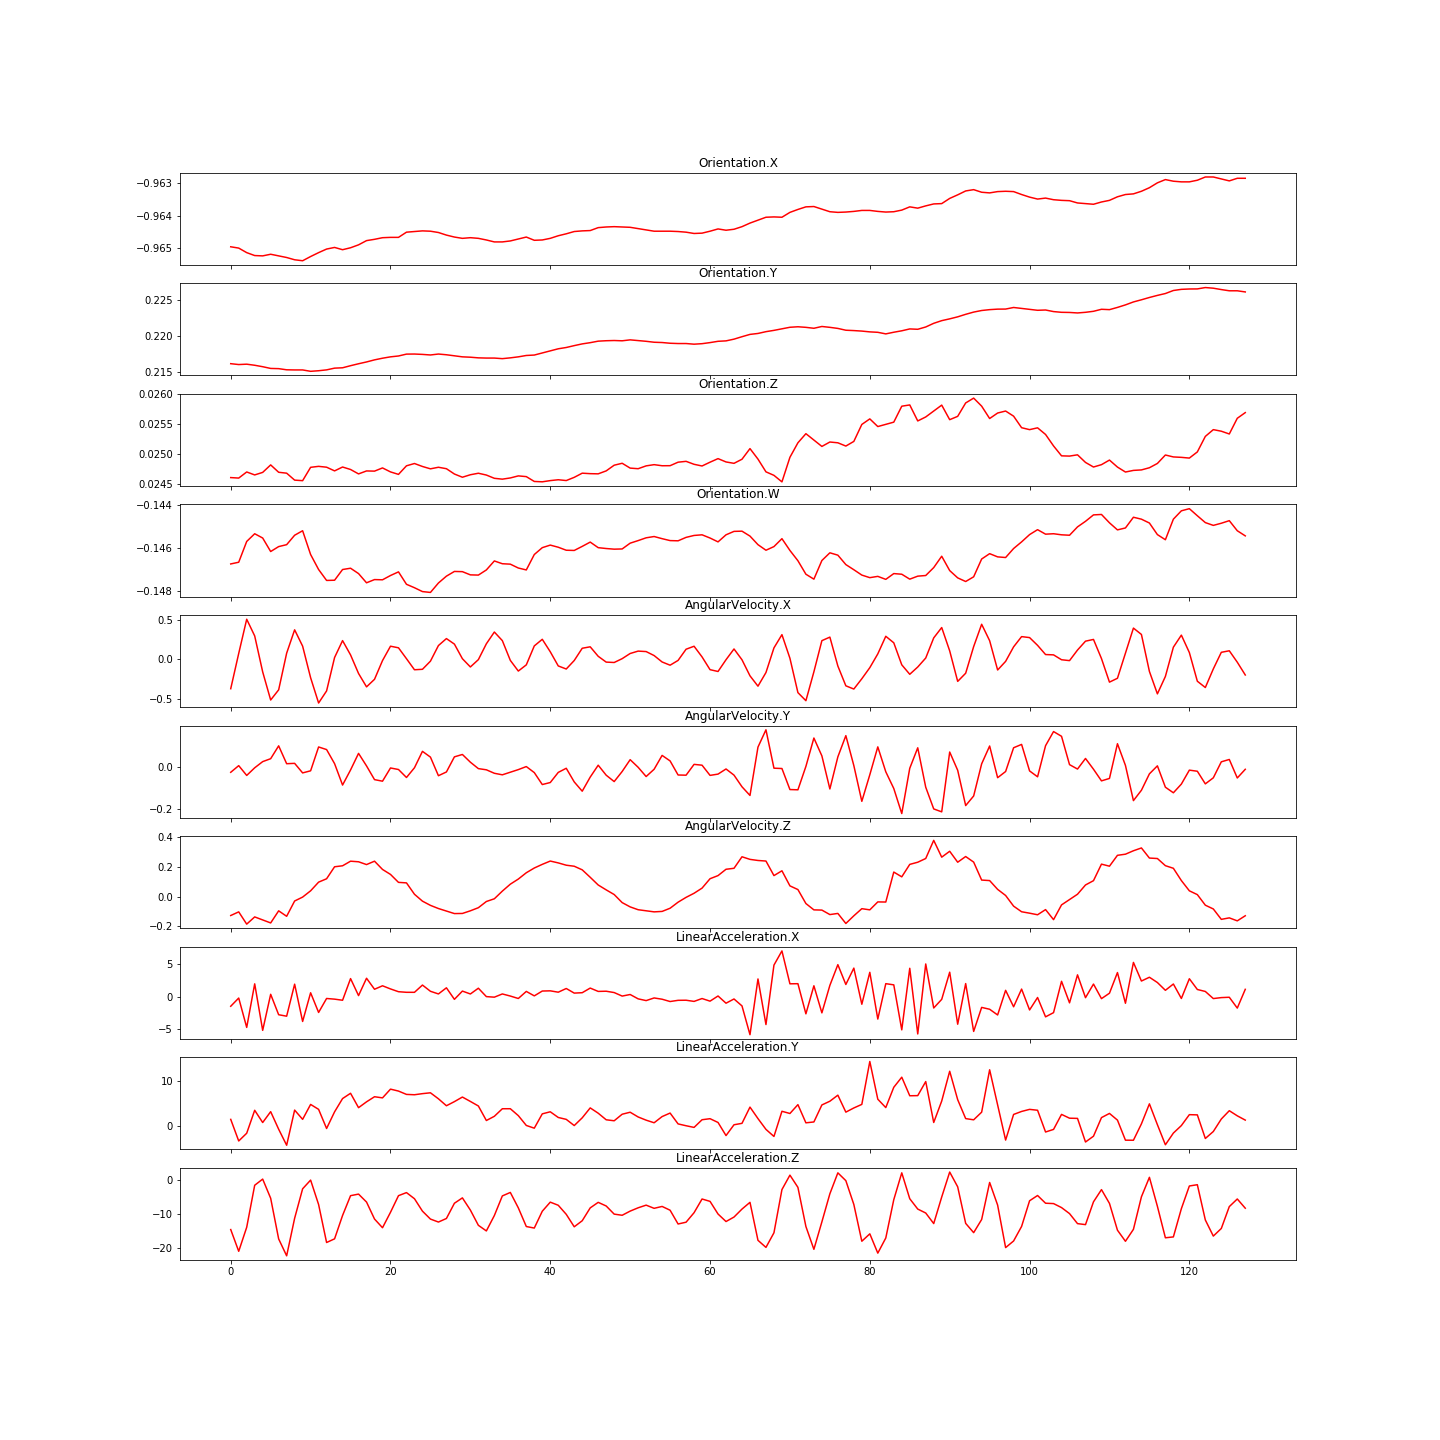 Orientation.X
−0.963
−0.964
−0.965
Orientation.Y
0.225
0.220
0.215
Orientation.Z
0.0260
0.0255
0.0250
0.0245
Orientation.W
−0.144
−0.146
−0.148
AngularVelocity.X
0.5
0.0
−0.5
AngularVelocity.Y
0.0
−0.2
AngularVelocity.Z
0.4
0.2
0.0
−0.2
LinearAcceleration.X
5
0
−5
LinearAcceleration.Y
10
0
LinearAcceleration.Z
0
−10
−20
0 20 40 60 80 100 120